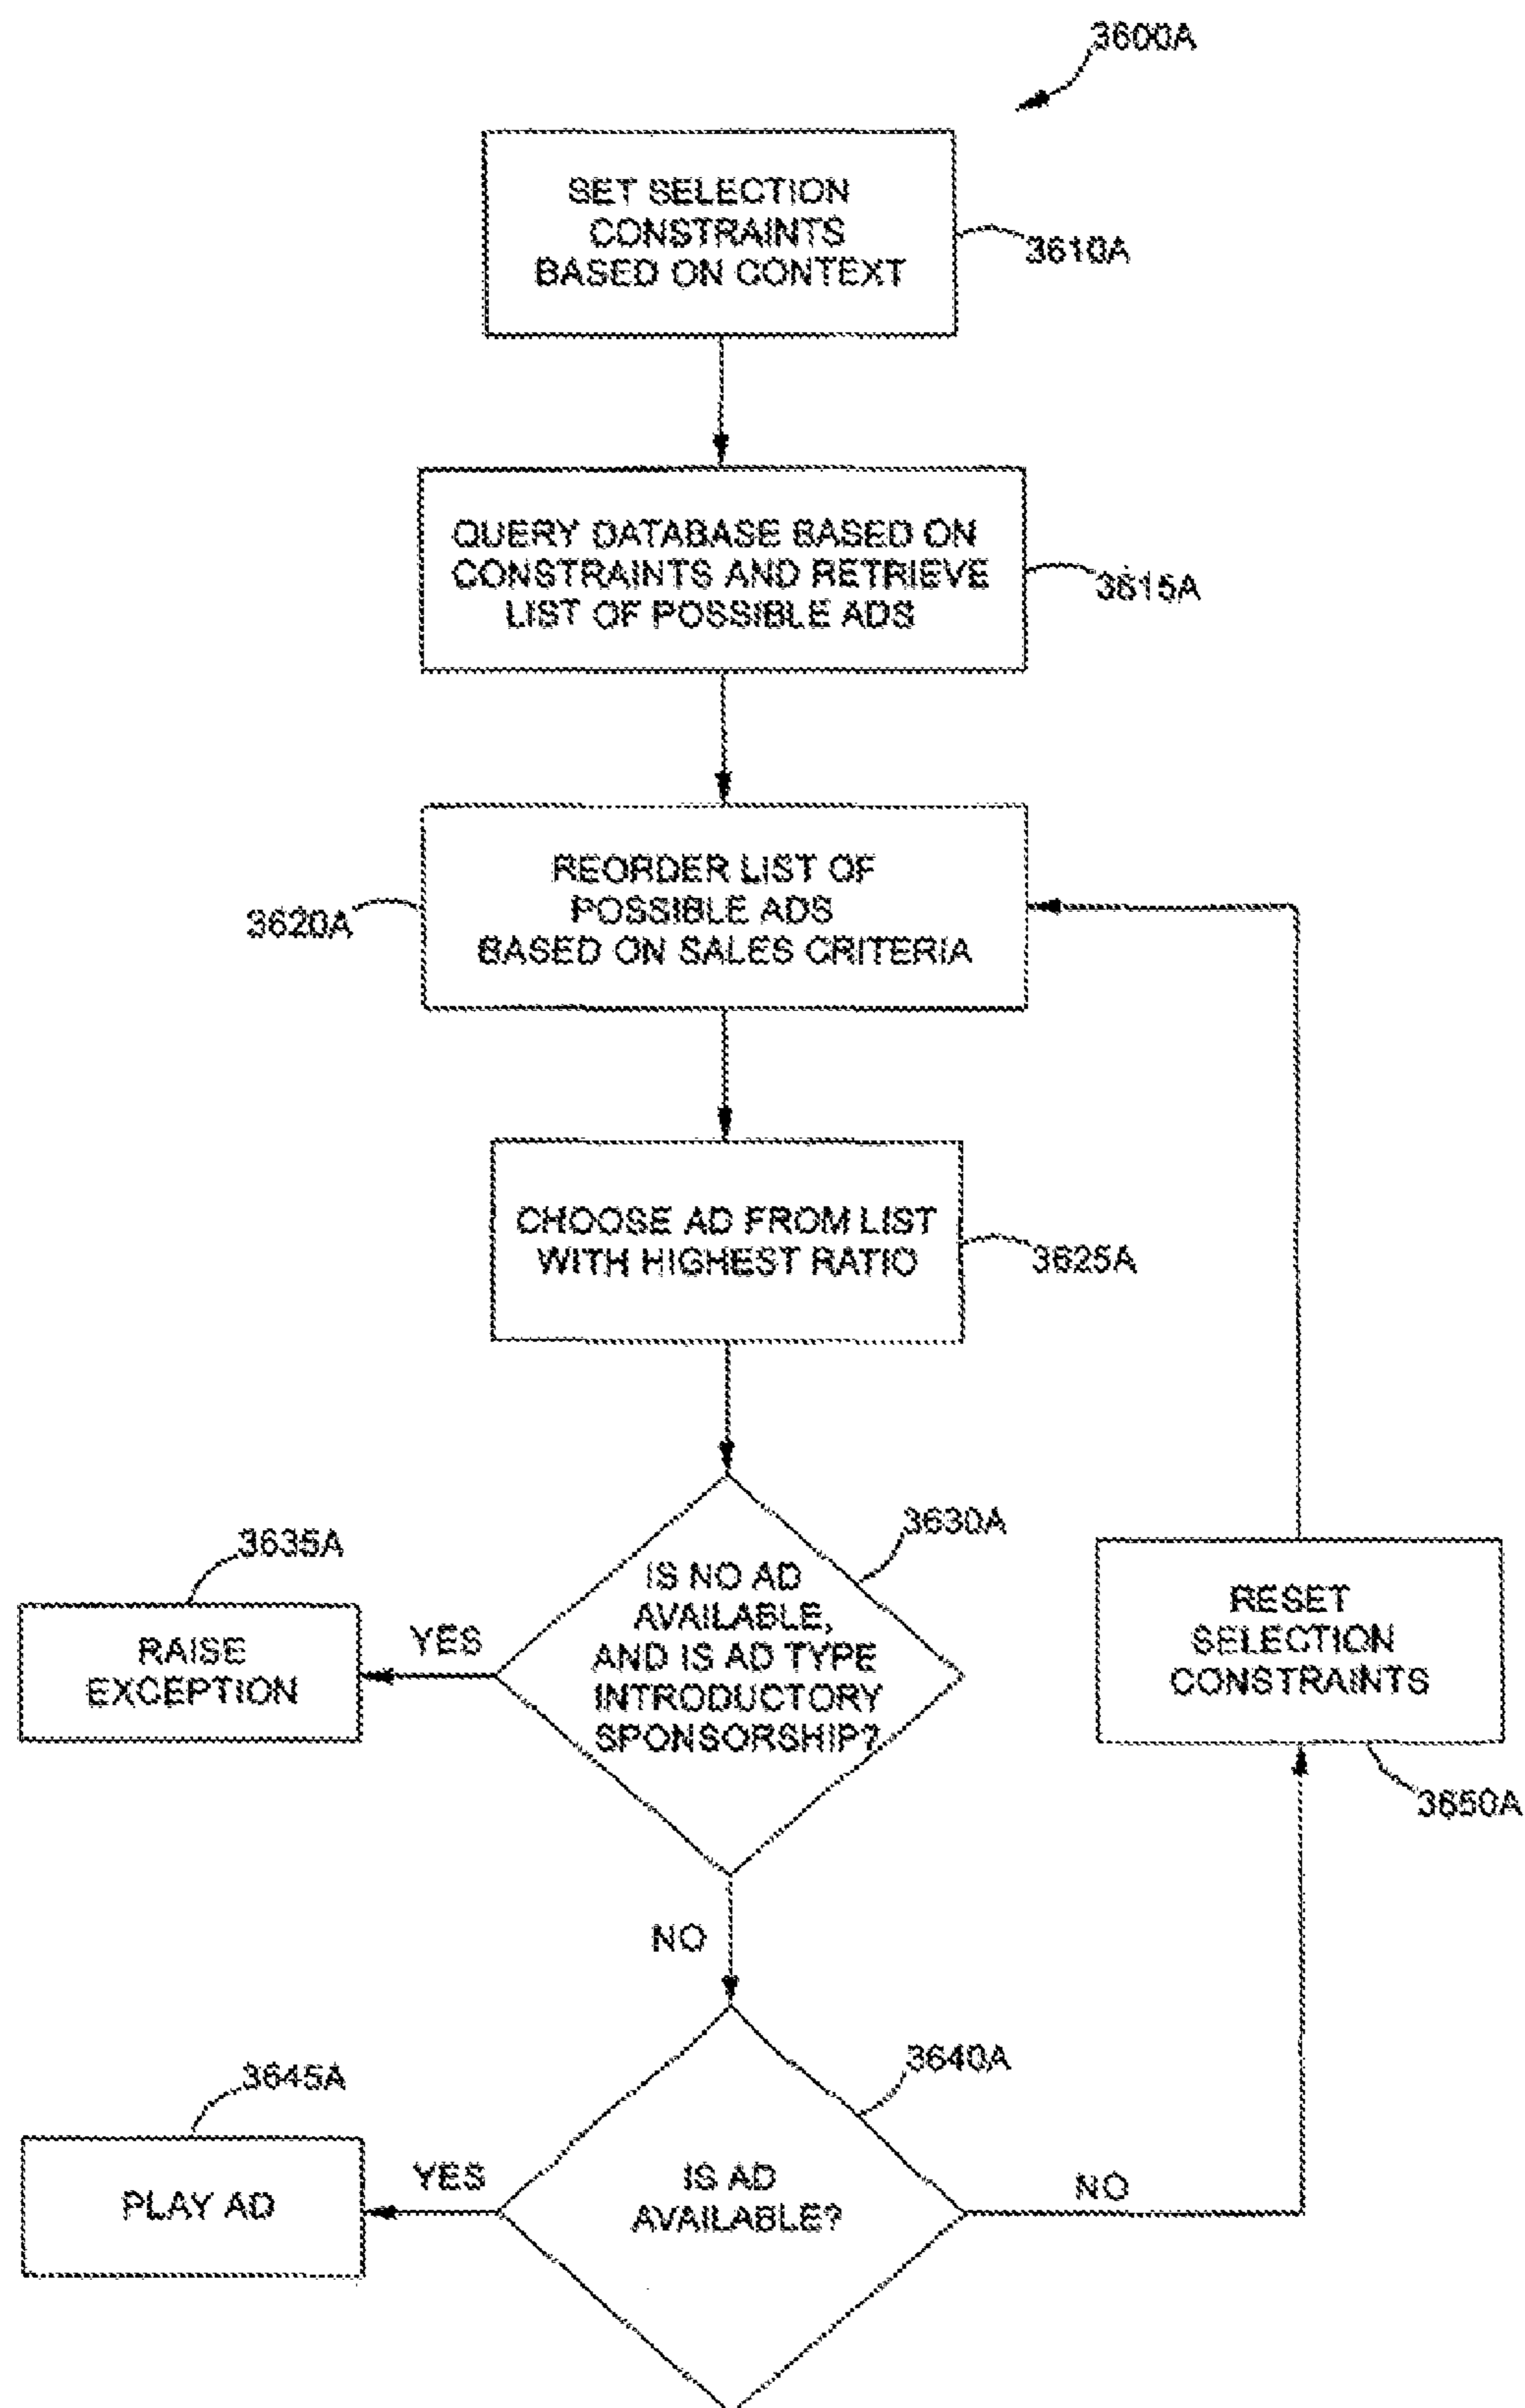 3600A
SET SELECTION
CONSTRAINTS
BASED ON CONTEXT
3610A
QUERY DATABASE BASED ON
CONSTRAINTS AND RETRIEVE
LIST OF POSSIBLE ADS
3615A
REORDER LIST OF
POSSIBLE ADS
BASED ON SALES CRITERIA
3620A
CHOOSE AD FROM LIST
WITH HIGHEST RATIO
3625A
3630A
IS NO AD
AVAILABLE,
AND IS AD TYPE
INTRODUCTORY
SPONSORSHIP?
3635A
YES
RAISE
EXCEPTION
RESET
SELECTION
CONSTRAINTS
3650A
NO
3640A
3645A
IS AD
AVAILABLE?
YES
PLAY AD
NO